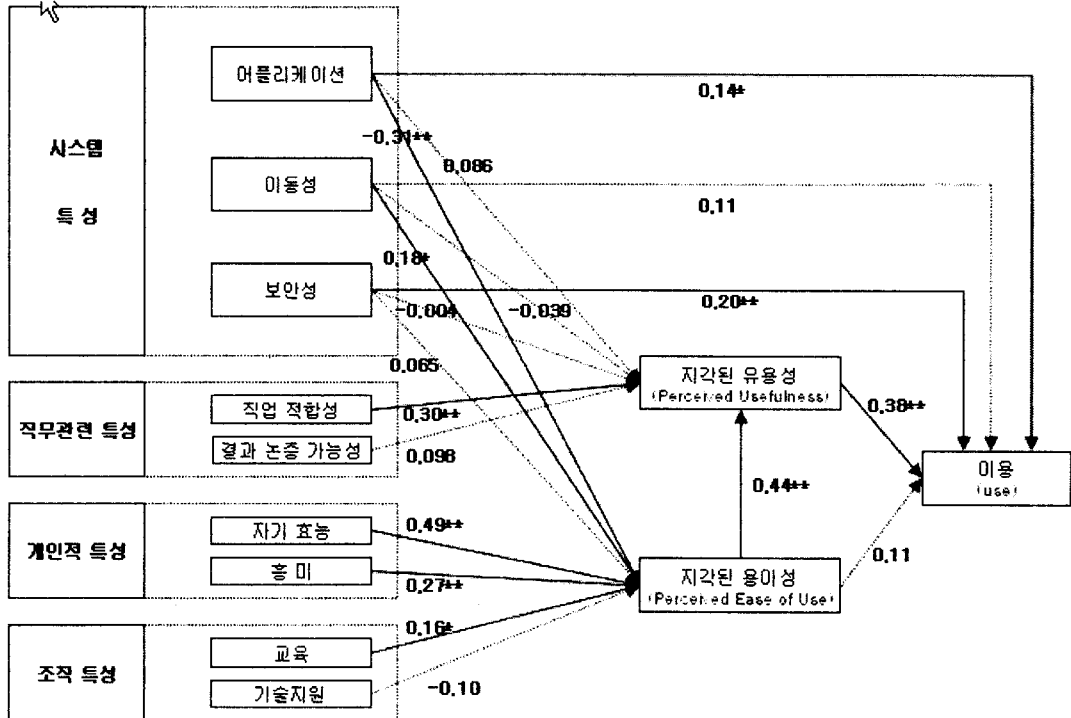 시스템
특 성
어플리케이션
이동성
보안성
0.14*
-0.31**
0.086
0.11
0.18*
0.20**
-0.004
-0.039
0.065
직무관련 특성
직업 적합성
결과 논증 가능성
0.30**
0.098
지각된 유용성
(Perceived Usefulness)
0.38**
이용
(use)
0.44**
0.11
개인적 특성
자기 효능
흥 미
0.49**
0.27**
지각된 용이성
(Perceived Ease of Use)
조직 특성
교육
기술지원
0.16*
-0.10